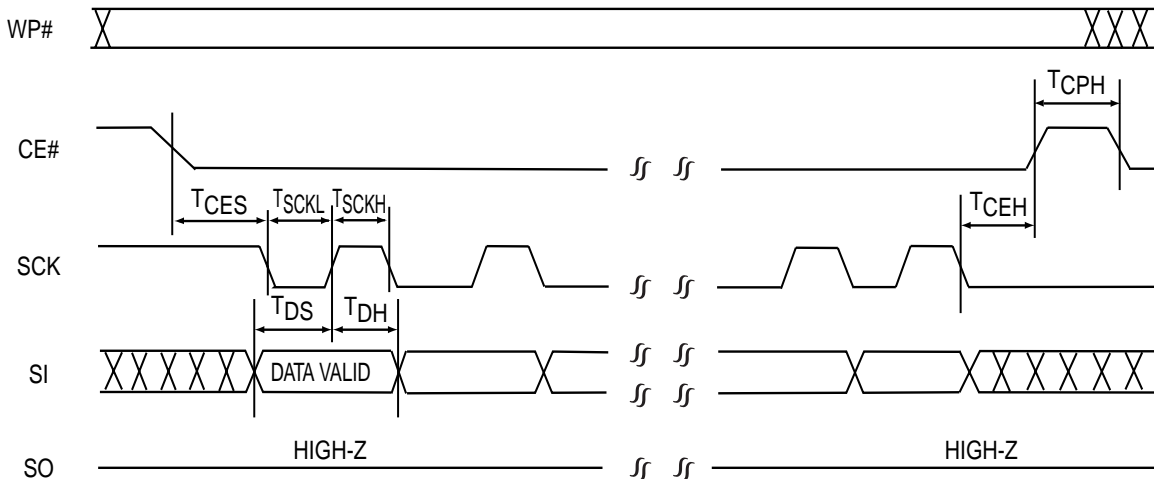 WP#
TCPH
CE#
TCES TSCKL TSCKH
TCEH
SCK
TDS TDH
SI DATA VALID
HIGH-Z HIGH-Z
SO